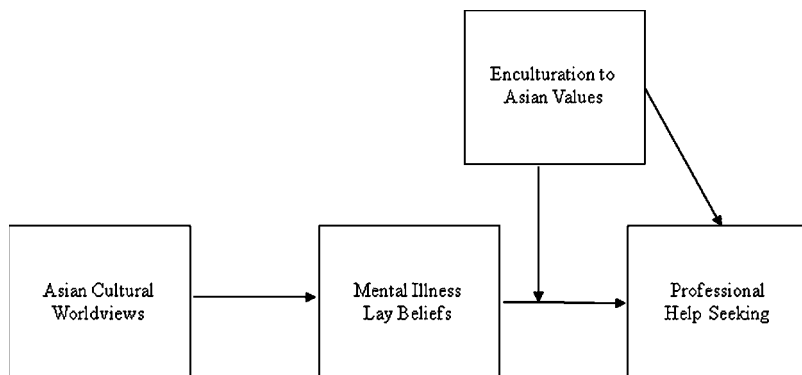 Enculturation to
Asian Values
Asian Cultural
Worldviews
Mental Illness
Lay Beliefs
Professional
Help Seeking